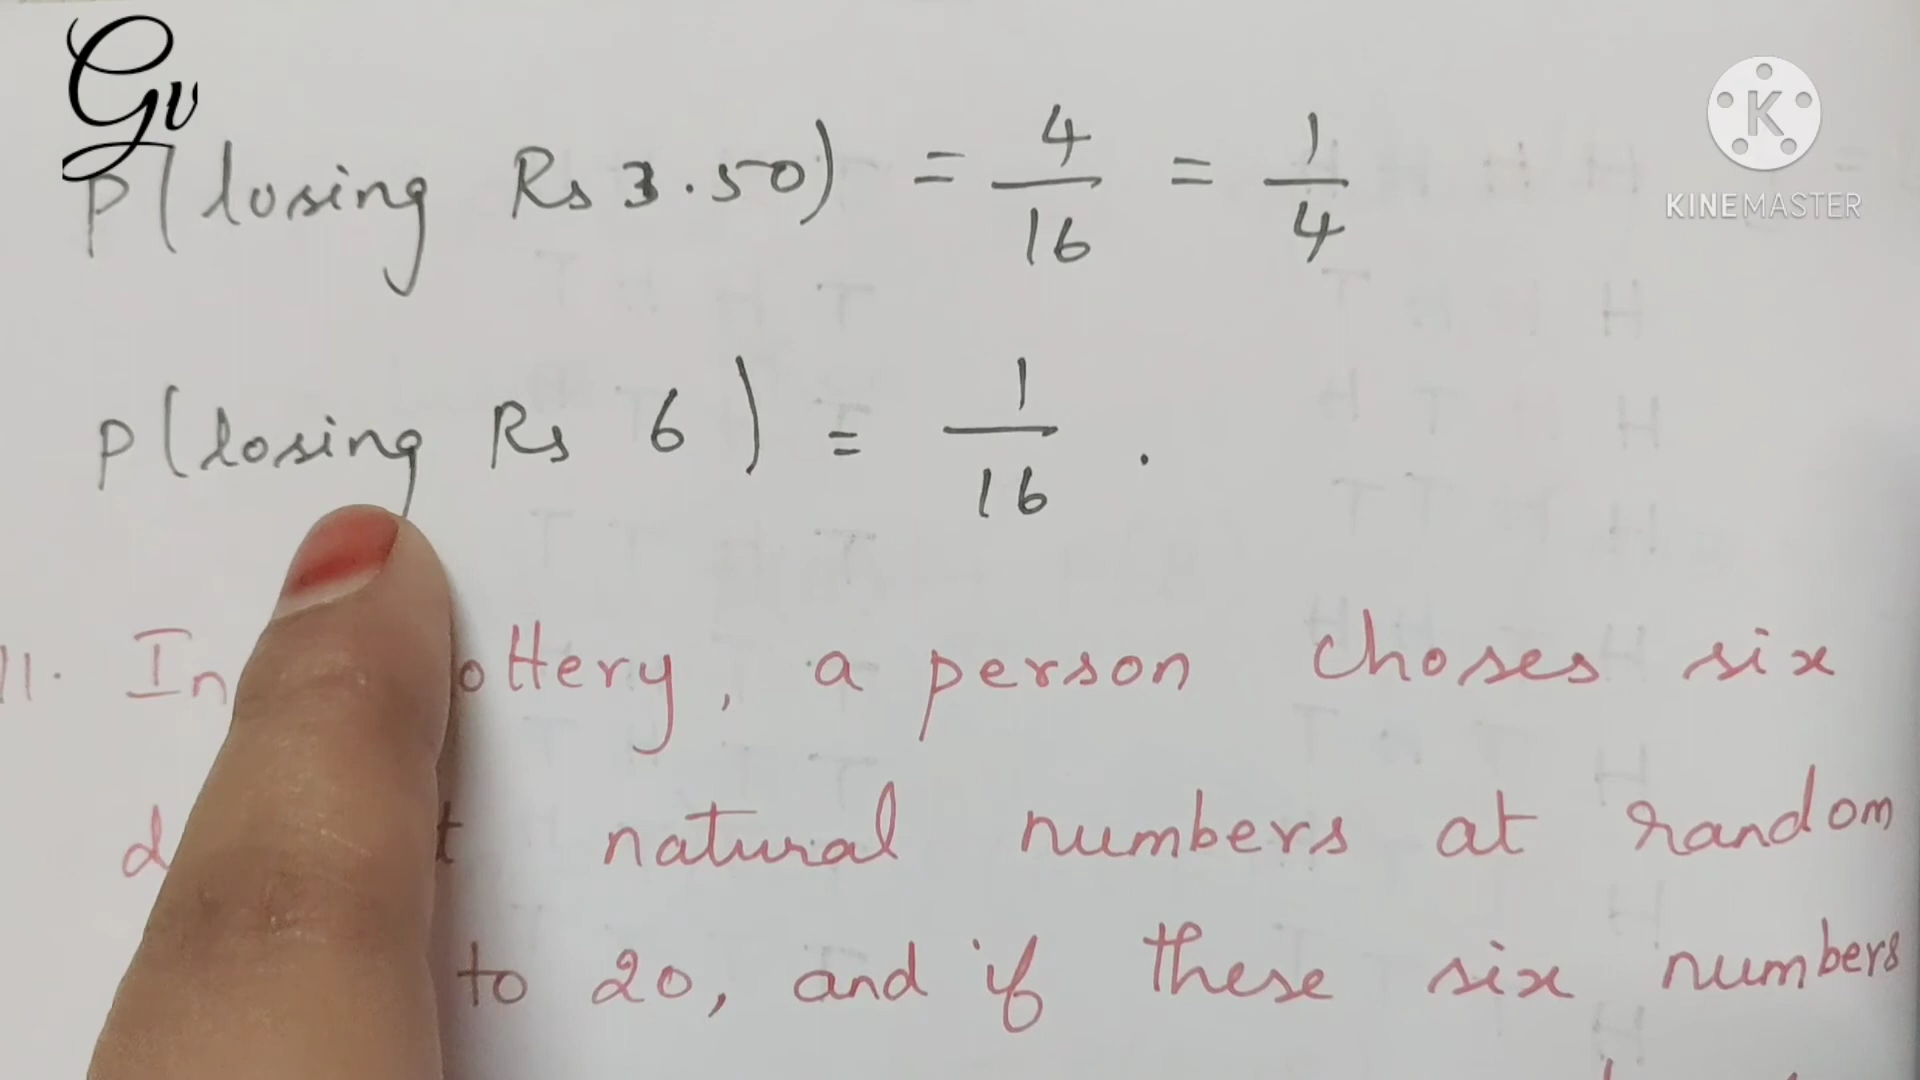 Gv
KINEMASTER
P(losing Rs 3.50) = 4/16 = 1/4
P(losing Rs 6) = 1/16 .
11. In ottery, a person choses six
d t natural numbers at random
to 20, and if these six numbers